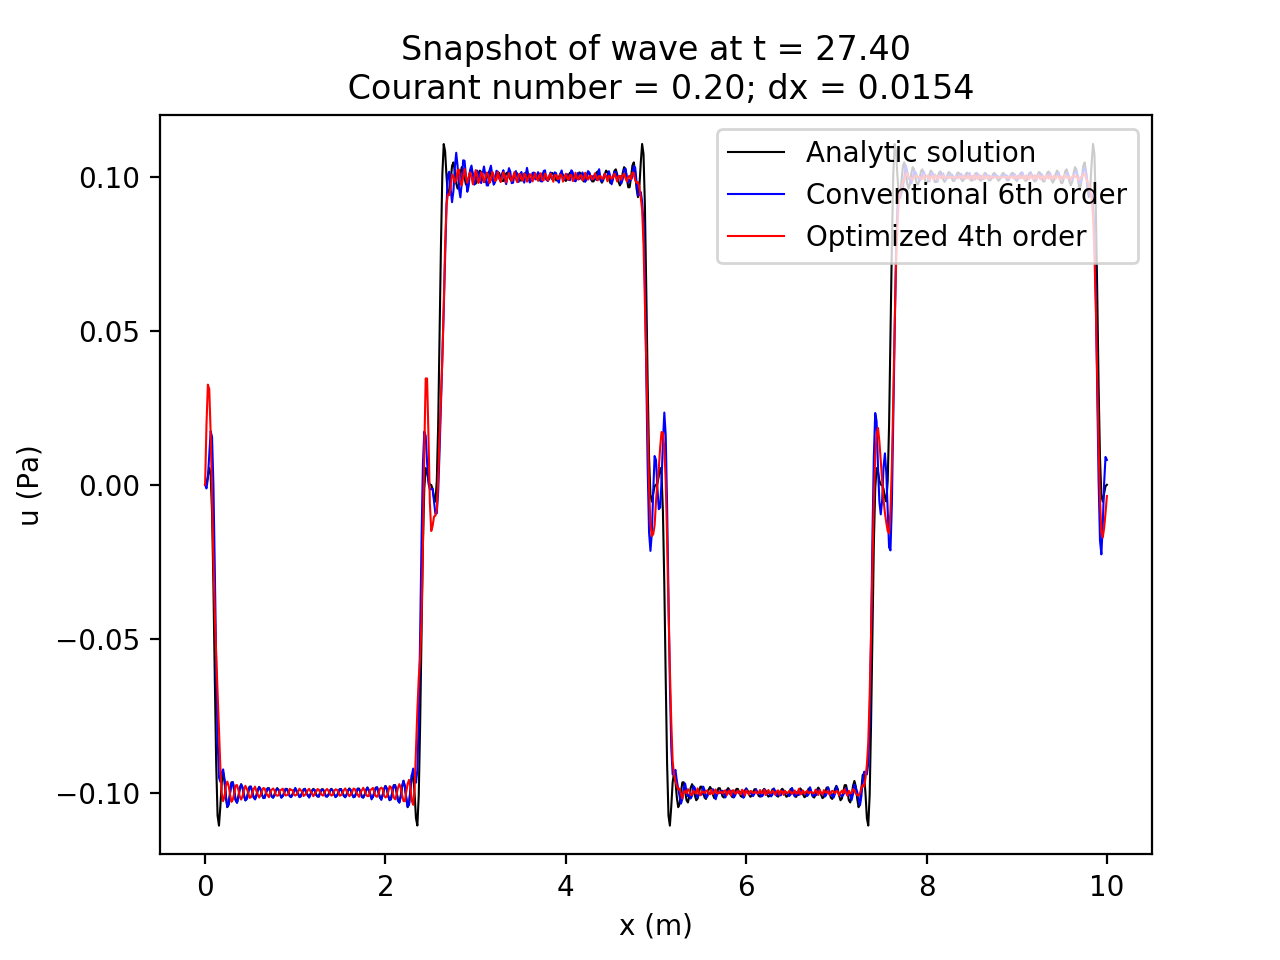 Snapshot of wave at t = 27.40
Courant number = 0.20; dx = 0.0154
Analytic solution
Conventional 6th order
Optimized 4th order
0.10
0.05
0.00
−0.05
−0.10
u (Pa)
0 2 4 6 8 10
x (m)